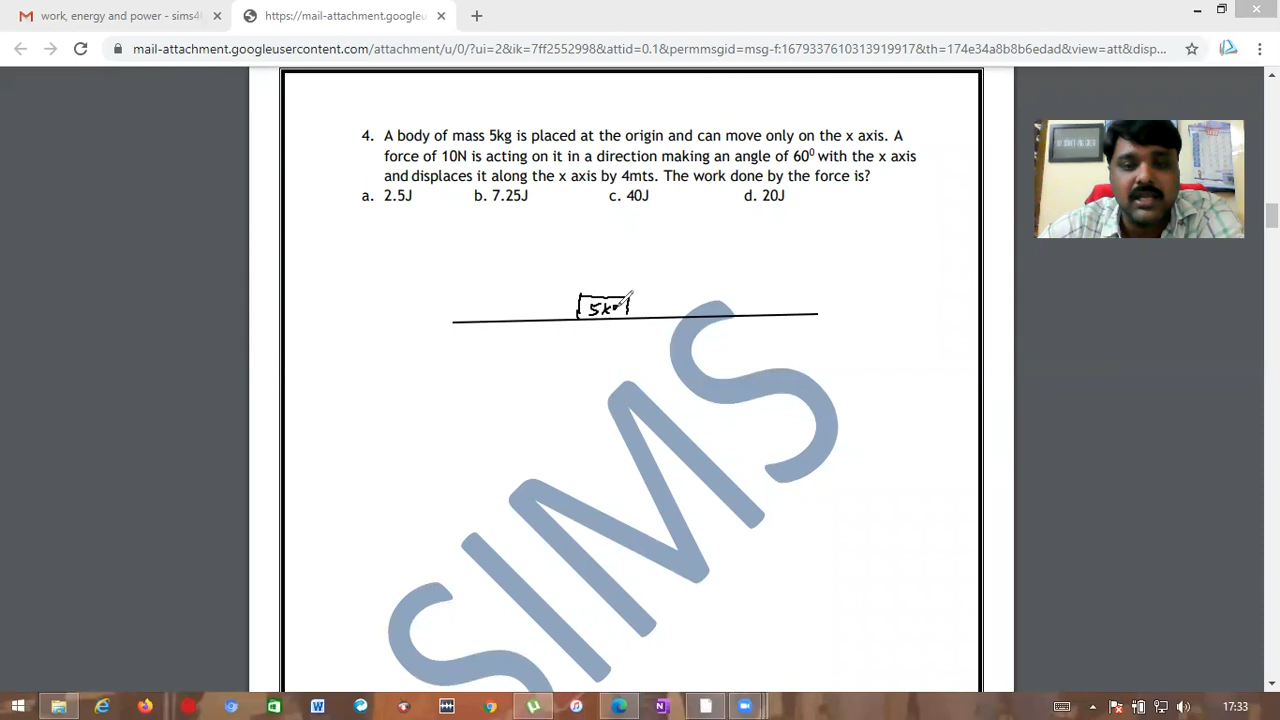 work, energy and power - sims4
https://mail-attachment.googleu
mail-attachment.googleusercontent.com/attachment/u/0/?ui=2&ik=7ff2552998&attid=0.1&permmsgid=msg-f:1679337610313919917&th=174e34a8b8b6edad&view=att&disp...
4. A body of mass 5kg is placed at the origin and can move only on the x axis. A
force of 10N is acting on it in a direction making an angle of 60⁰ with the x axis
and displaces it along the x axis by 4mts. The work done by the force is?
a. 2.5J b. 7.25J c. 40J d. 20J
5k
SIMS
17:33